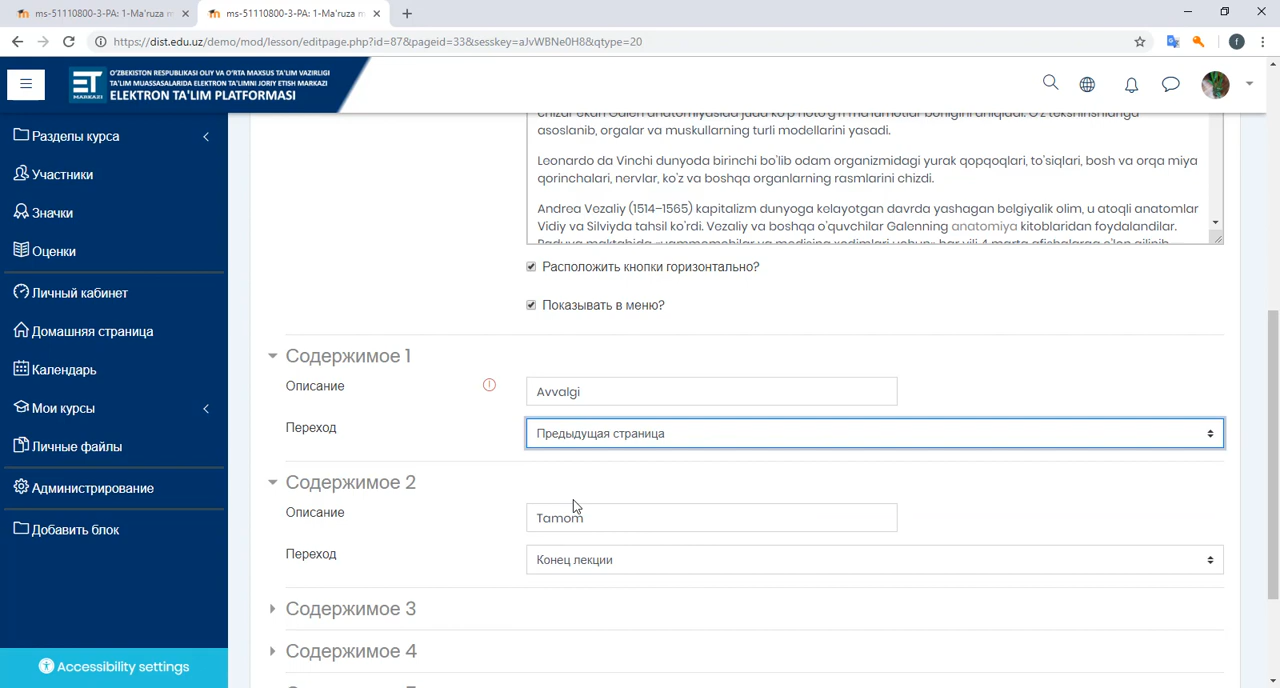 ms-51110800-3-PA: 1-Ma'ruza m
ms-51110800-3-PA: 1-Ma'ruza m
https://dist.edu.uz/demo/mod/lesson/editpage.php?id=87&pageid=33&sesskey=aJvWBNe0H8&qtype=20
f
ET
MARKAZI
O'ZBEKISTON RESPUBLIKASI OLIY VA O'RTA MAXSUS TA'LIM VAZIRLIGI
TA'LIM MUASSASALARIDA ELEKTRON TA'LIMNI JORIY ETISH MARKAZI
ELEKTRON TA'LIM PLATFORMASI
Разделы курса
Участники
Значки
Оценки
Личный кабинет
Домашняя страница
Календарь
Мои курсы
Личные файлы
Администрирование
Добавить блок
Accessibility settings
asoslanib, orgalar va muskullarning turli modellarini yasadi.
Leonardo da Vinchi dunyoda birinchi bo'lib odam organizmidagi yurak qopqoqlari, to'siqlari, bosh va orqa miya
qorinchalari, nervlar, ko'z va boshqa organlarning rasmlarini chizdi.
Andrea Vezaliy (1514–1565) kapitalizm dunyoga kelayotgan davrda yashagan belgiyalik olim, u atoqli anatomlar
Vidiy va Silviyda tahsil ko'rdi. Vezaliy va boshqa o'quvchilar Galenning anatomiya kitoblaridan foydalandilar.
Расположить кнопки горизонтально?
Показывать в меню?
Содержимое 1
Описание
Avvalgi
Переход
Предыдущая страница
Содержимое 2
Описание
Tamom
Переход
Конец лекции
Содержимое 3
Содержимое 4